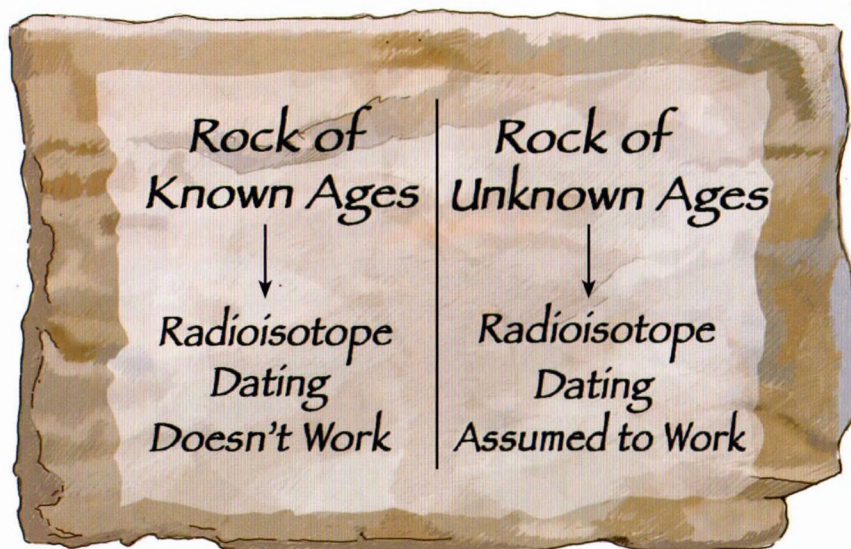 Rock of
Known Ages
Radioisotope
Dating
Doesn't Work
Rock of
Unknown Ages
Radioisotope
Dating
Assumed to Work